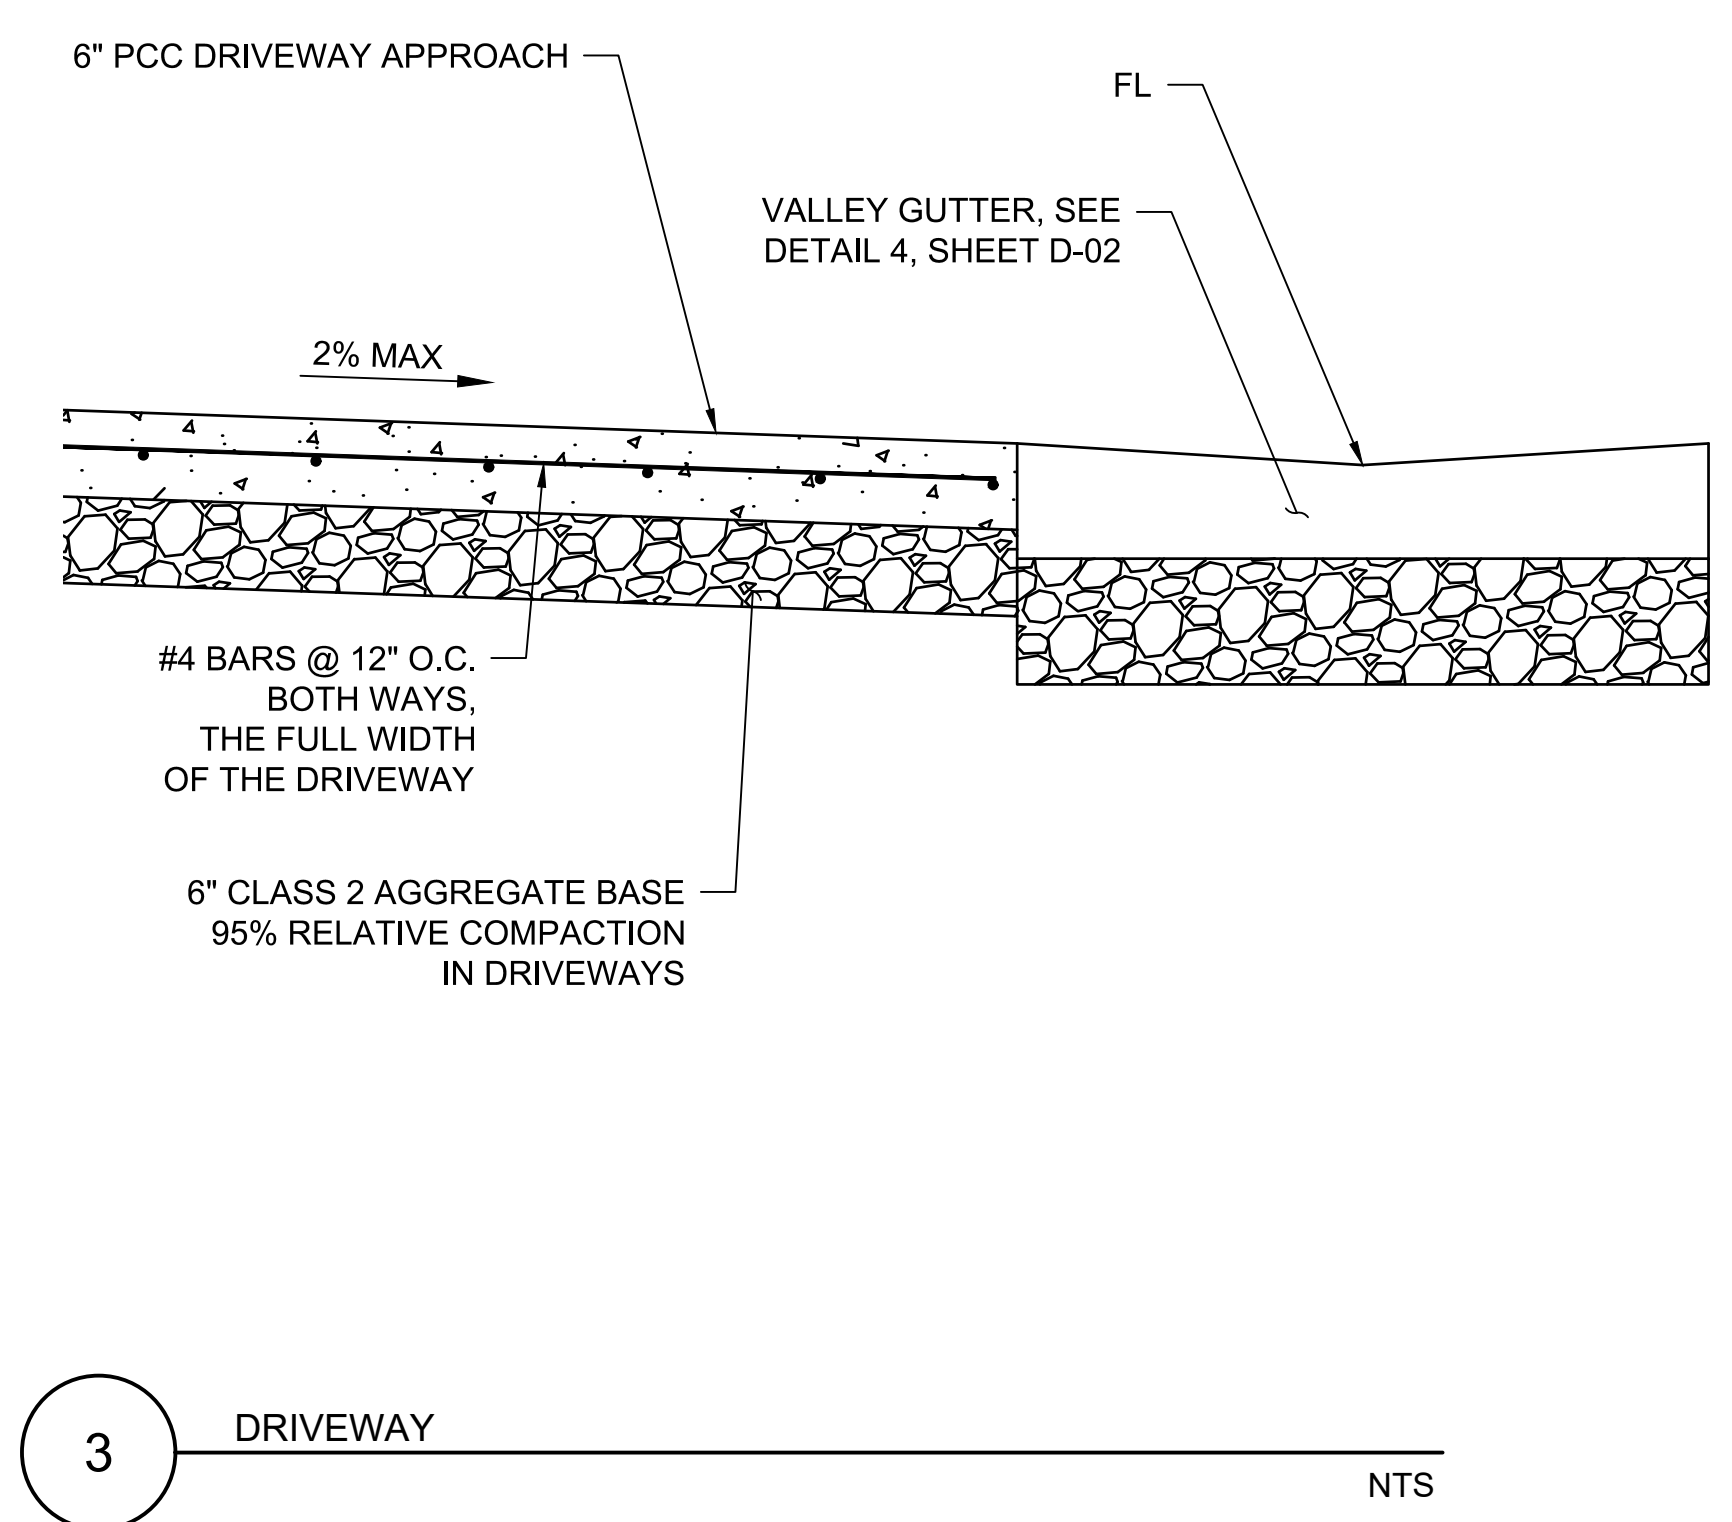 6" PCC DRIVEWAY APPROACH
FL
VALLEY GUTTER, SEE
DETAIL 4, SHEET D-02
2% MAX
#4 BARS @ 12" O.C.
BOTH WAYS,
THE FULL WIDTH
OF THE DRIVEWAY
6" CLASS 2 AGGREGATE BASE
95% RELATIVE COMPACTION
IN DRIVEWAYS
3
DRIVEWAY
NTS